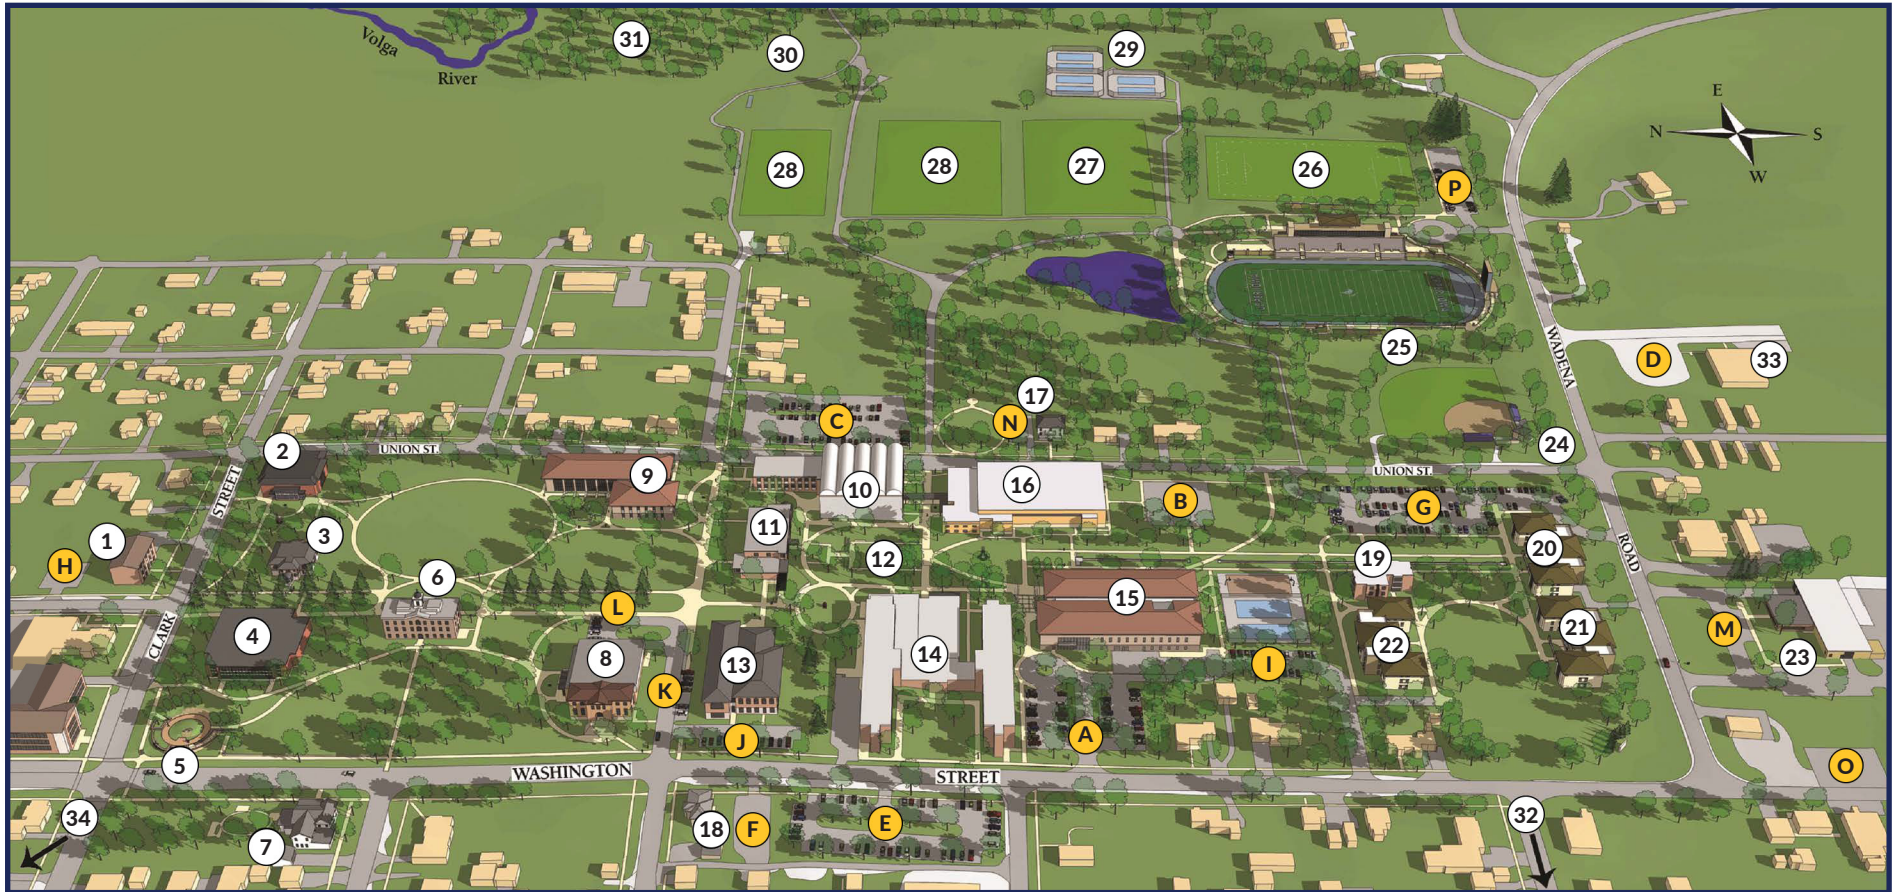 31
30
29
Volga
River
E
N
S
W
28
28
27
26
P
25
D
33
WADENA
C
N
17
2
UNION ST.
9
10
16
B
UNION ST.
24
G
STREET
H
1
3
11
12
6
19
20
ROAD
L
15
CLARK
4
8
13
14
K
I
22
21
M
23
5
J
A
WASHINGTON
STREET
O
34
7
18
F
E
32